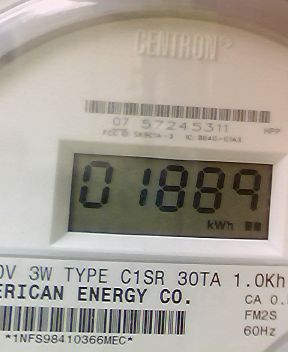 CENTRON®
07 57245311 HPP
01889
kWh
0V 3W TYPE C1SR 30TA 1.0Kh
ERICAN ENERGY CO.
CA 0.
FM2S
60Hz
*1NFS98410366MEC*